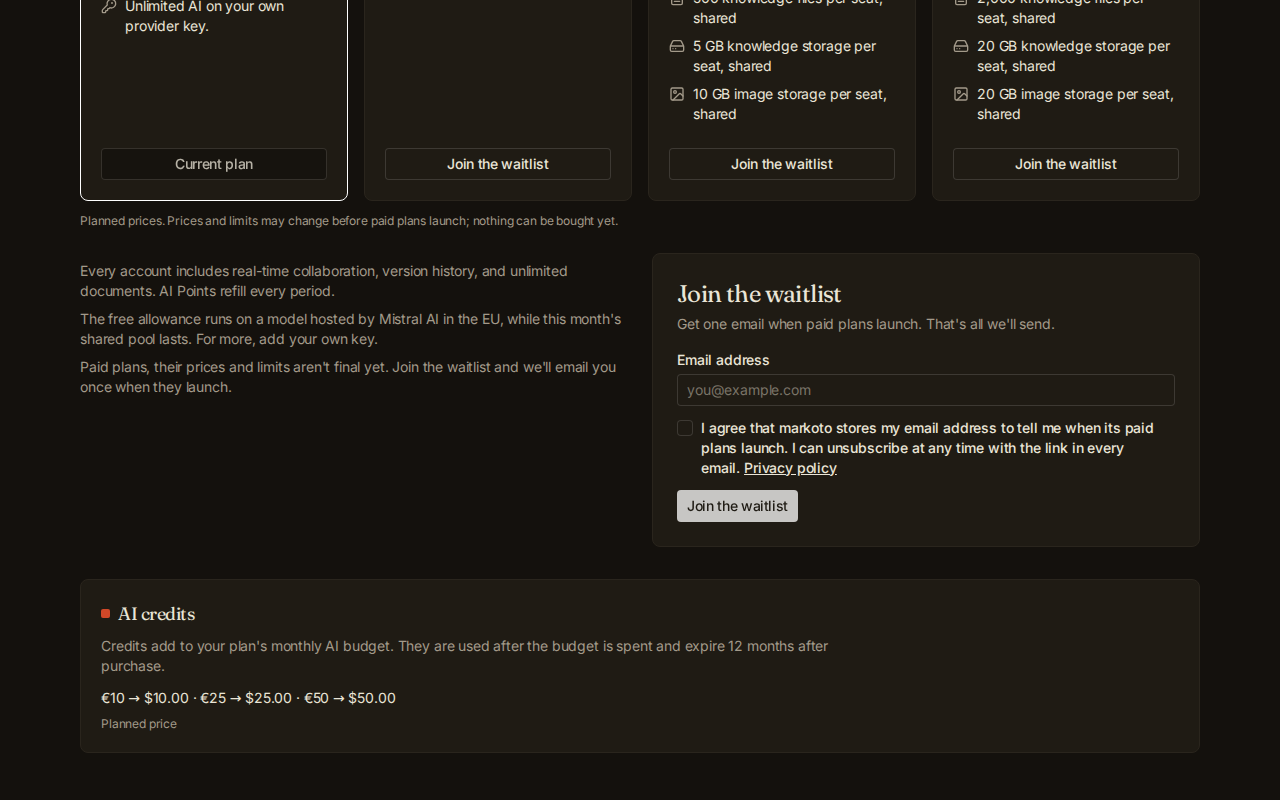 Unlimited AI on your own
provider key.
Current plan
Join the waitlist
seat, shared
5 GB knowledge storage per
seat, shared
10 GB image storage per seat,
shared
Join the waitlist
seat, shared
20 GB knowledge storage per
seat, shared
20 GB image storage per seat,
shared
Join the waitlist
Planned prices. Prices and limits may change before paid plans launch; nothing can be bought yet.
Every account includes real-time collaboration, version history, and unlimited
documents. AI Points refill every period.
The free allowance runs on a model hosted by Mistral AI in the EU, while this month's
shared pool lasts. For more, add your own key.
Paid plans, their prices and limits aren't final yet. Join the waitlist and we'll email you
once when they launch.
Join the waitlist
Get one email when paid plans launch. That's all we'll send.
Email address
you@example.com
I agree that markoto stores my email address to tell me when its paid
plans launch. I can unsubscribe at any time with the link in every
email. Privacy policy
Join the waitlist
AI credits
Credits add to your plan's monthly AI budget. They are used after the budget is spent and expire 12 months after
purchase.
€10 → $10.00 · €25 → $25.00 · €50 → $50.00
Planned price